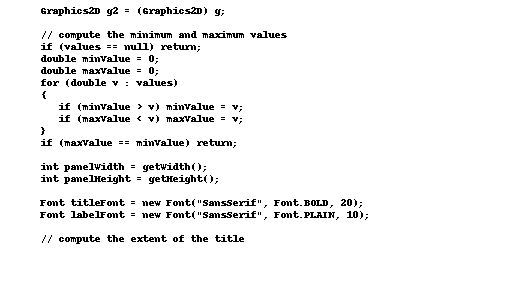 Graphics2D g2 = (Graphics2D) g;

// compute the minimum and maximum values
if (values == null) return;
double minValue = 0;
double maxValue = 0;
for (double v : values)
{
   if (minValue > v) minValue = v;
   if (maxValue < v) maxValue = v;
}
if (maxValue == minValue) return;

int panelWidth = getWidth();
int panelHeight = getHeight();

Font titleFont = new Font("SansSerif", Font.BOLD, 20);
Font labelFont = new Font("SansSerif", Font.PLAIN, 10);

// compute the extent of the title